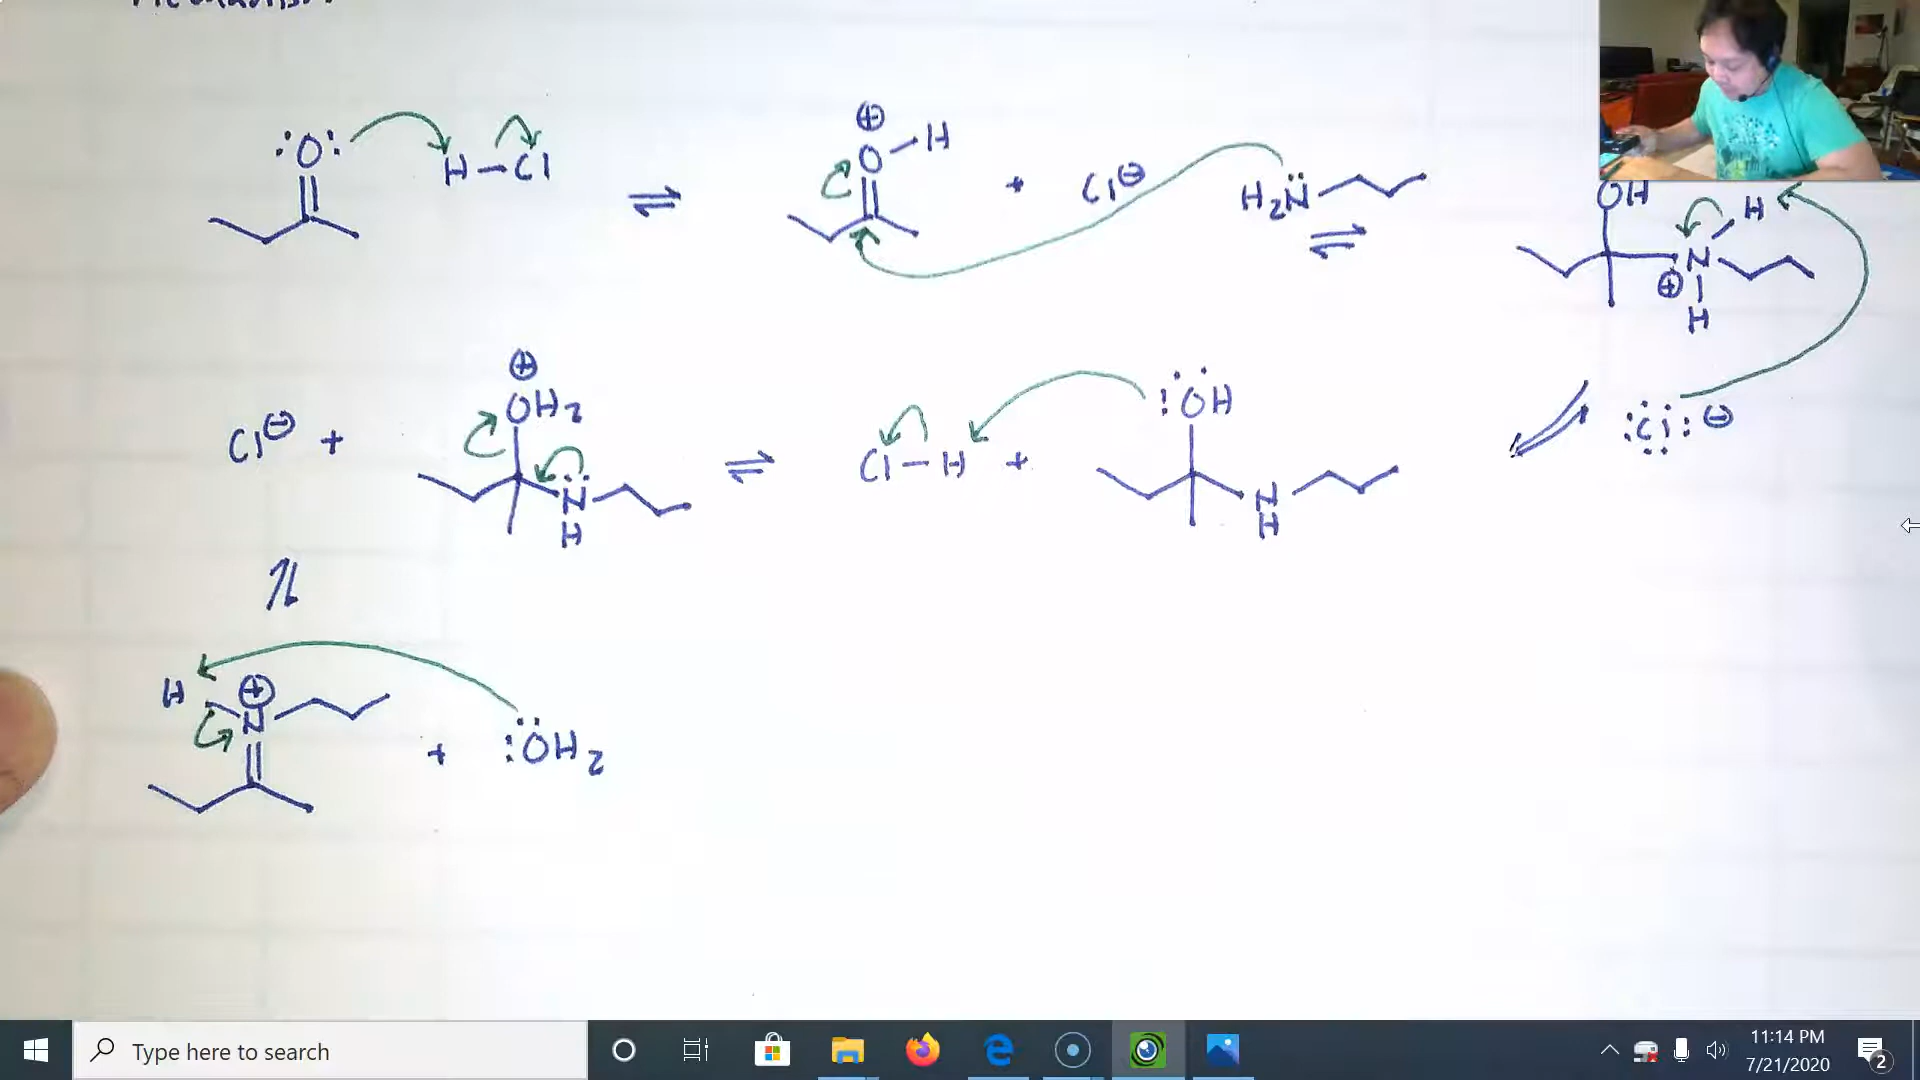 Mechanism
:O: H–Cl ⇌ ⊕ O–H + Cl⊖ H₂N̈ ⇌ OH H N ⊕ H
:Cl: ⊖
Cl⊖ + ⊕ OH₂ N̈ H ⇌ Cl–H + :ÖH N H
⇌
H ⊕ N + :ÖH₂
Type here to search
11:14 PM
7/21/2020
2